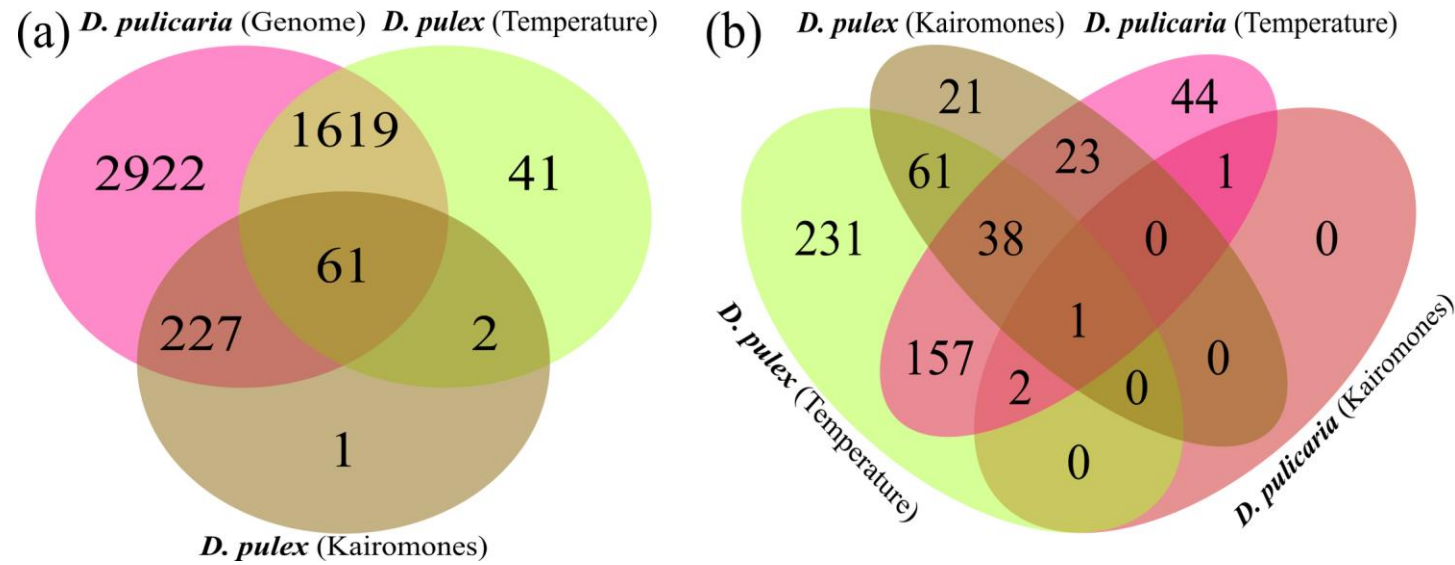 (a)
D. pulicaria (Genome)
D. pulex (Temperature)
2922
1619
41
61
227
2
1
D. pulex (Kairomones)
(b)
D. pulex (Kairomones)
D. pulicaria (Temperature)
21
44
61
23
1
231
38
0
0
1
157
2
0
0
0
D. pulex (Temperature)
D. pulicaria (Kairomones)